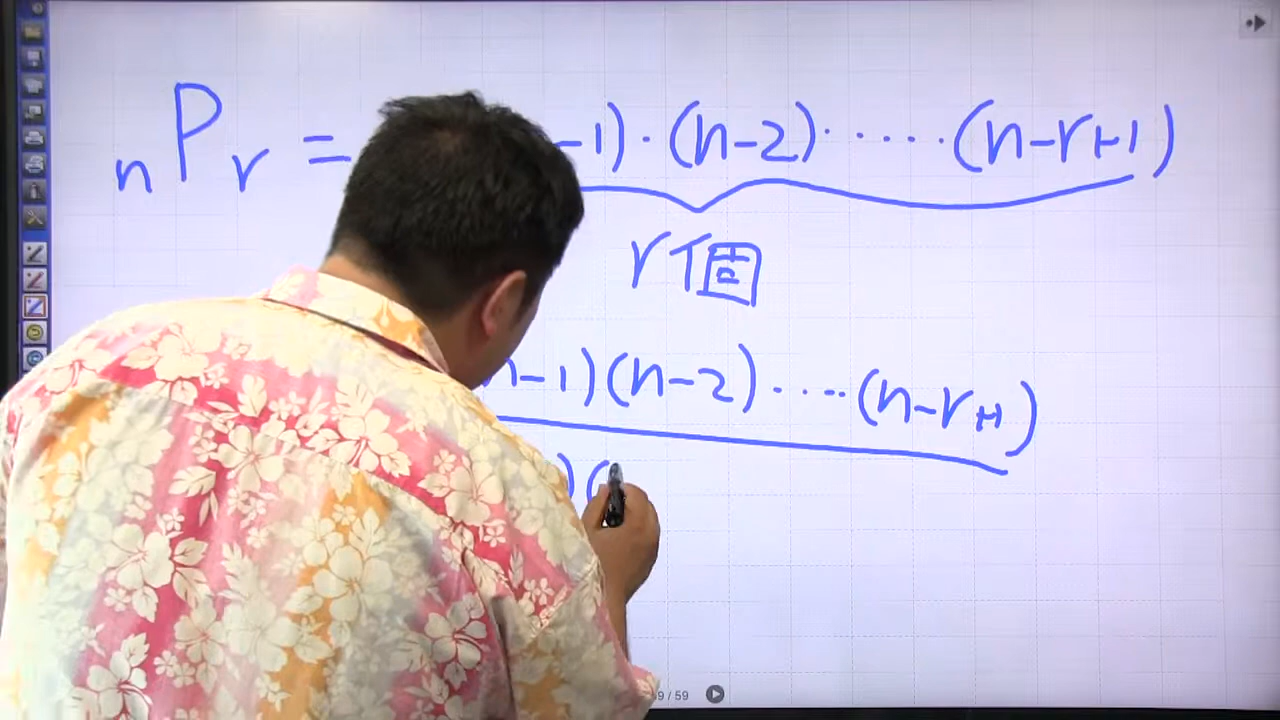 nPr = -1)・(n-2)・・・・・(n-r+1)
r個
n-1)(n-2)・・・・(n-r+1)
)(
9 / 59